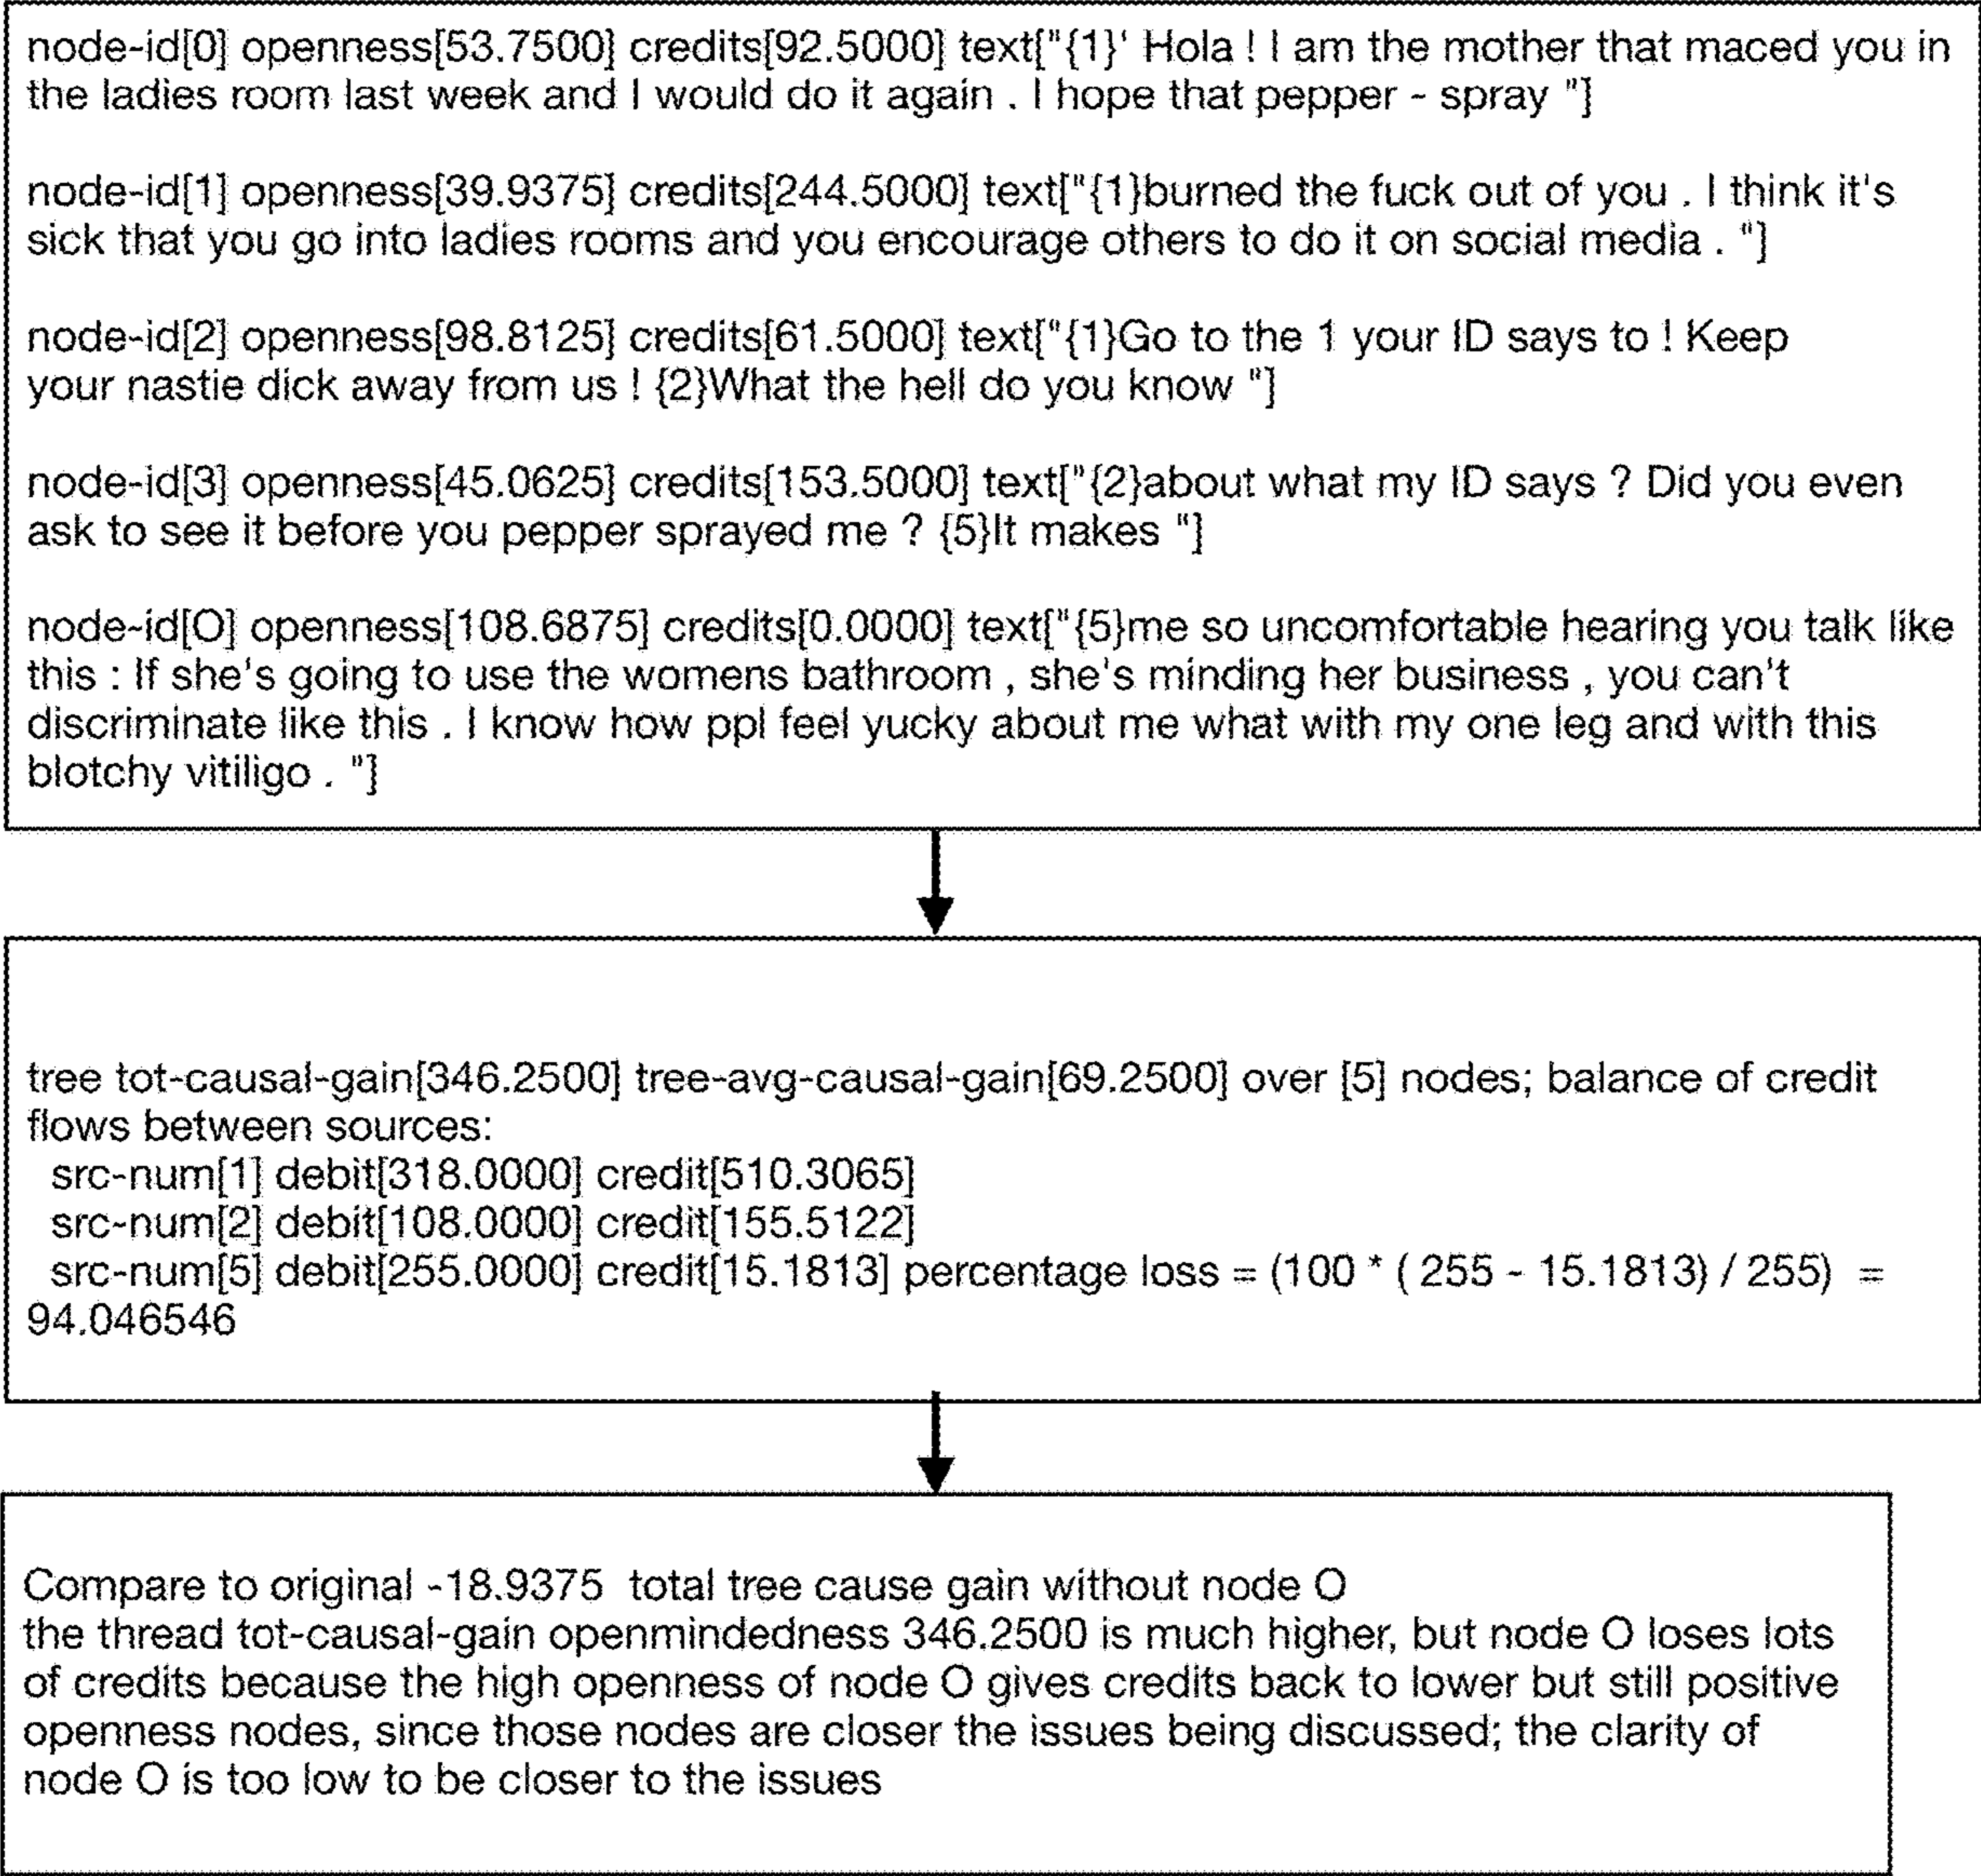 node-id[0] openness[53.7500] credits[92.5000] text["{1}' Hola ! I am the mother that maced you in
the ladies room last week and I would do it again . I hope that pepper - spray "]
node-id[1] openness[39.9375] credits[244.5000] text["{1}burned the fuck out of you . I think it's
sick that you go into ladies rooms and you encourage others to do it on social media . "]
node-id[2] openness[98.8125] credits[61.5000] text["{1}Go to the 1 your ID says to ! Keep
your nastie dick away from us ! {2}What the hell do you know "]
node-id[3] openness[45.0625] credits[153.5000] text["{2}about what my ID says ? Did you even
ask to see it before you pepper sprayed me ? {5}It makes "]
node-id[O] openness[108.6875] credits[0.0000] text["{5}me so uncomfortable hearing you talk like
this : If she's going to use the womens bathroom , she's minding her business , you can't
discriminate like this . I know how ppl feel yucky about me what with my one leg and with this
blotchy vitiligo . "]
tree tot-causal-gain[346.2500] tree-avg-causal-gain[69.2500] over [5] nodes; balance of credit
flows between sources:
src-num[1] debit[318.0000] credit[510.3065]
src-num[2] debit[108.0000] credit[155.5122]
src-num[5] debit[255.0000] credit[15.1813] percentage loss = (100 * ( 255 - 15.1813) / 255) =
94.046546
Compare to original -18.9375 total tree cause gain without node O
the thread tot-causal-gain openmindedness 346.2500 is much higher, but node O loses lots
of credits because the high openness of node O gives credits back to lower but still positive
openness nodes, since those nodes are closer the issues being discussed; the clarity of
node O is too low to be closer to the issues